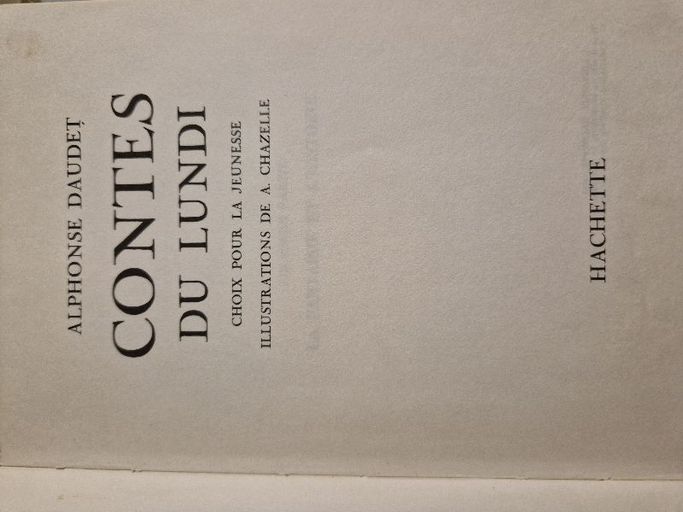 ALPHONSE DAUDET
CONTES
DU LUNDI
CHOIX POUR LA JEUNESSE
ILLUSTRATIONS DE A. CHAZELLE
HACHETTE